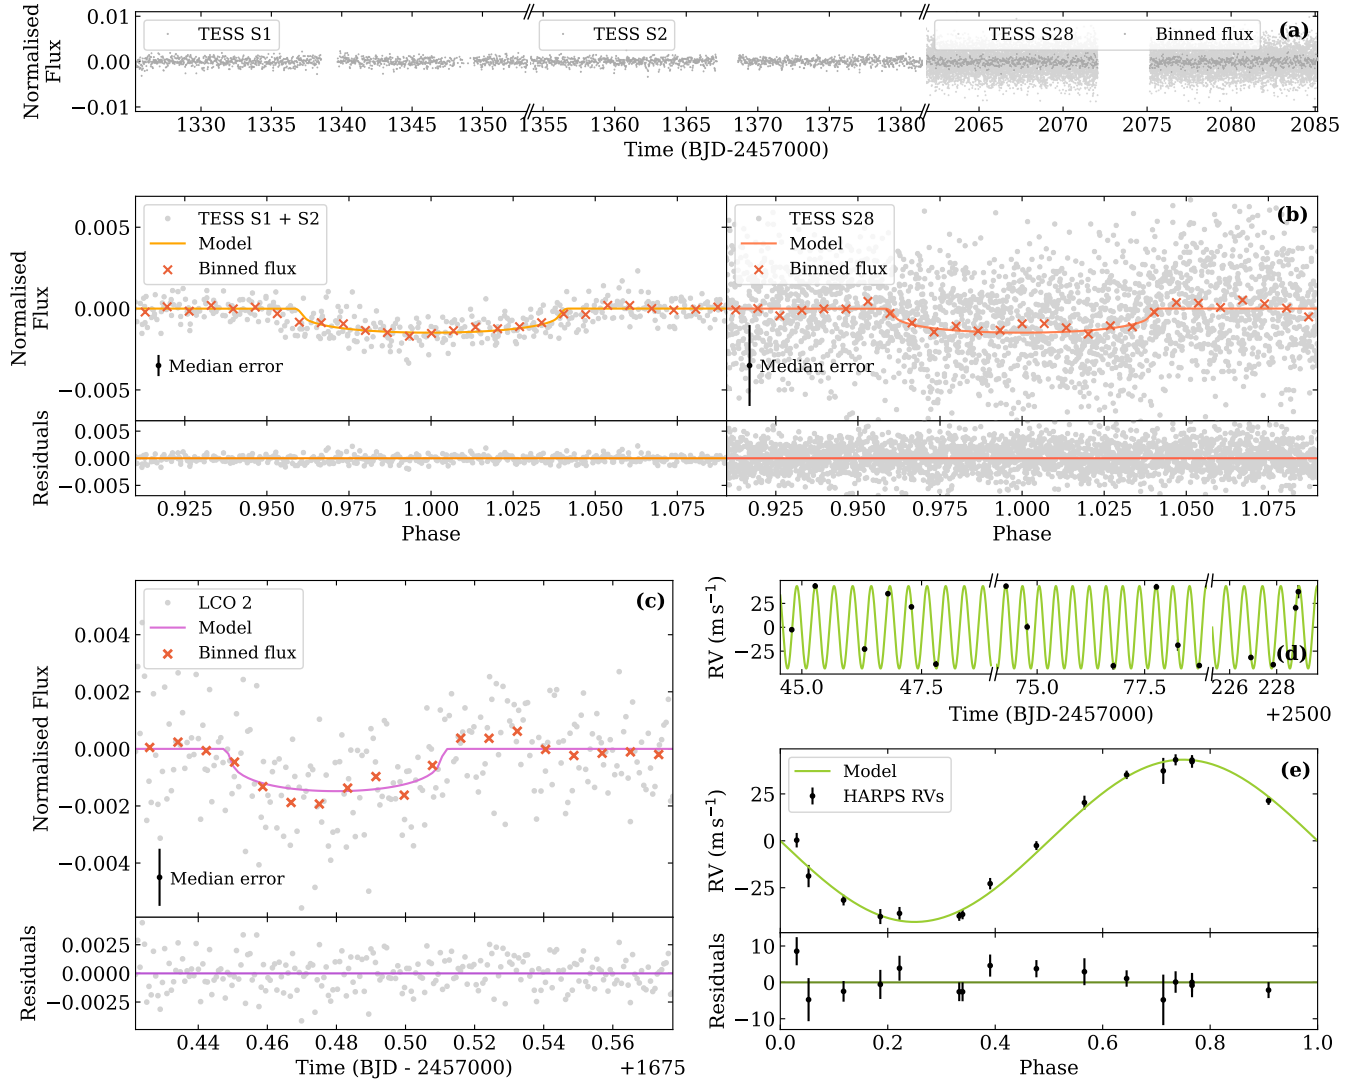 0.01
0.00
−0.01
Normalised
Flux
TESS S1
TESS S2
TESS S28
Binned flux
(a)
1330 1335 1340 1345 1350 1355 1360 1365 1370 1375 1380 2065 2070 2075 2080 2085
Time (BJD-2457000)
0.005
0.000
−0.005
Normalised
Flux
TESS S1 + S2
Model
Binned flux
Median error
TESS S28
Model
Binned flux
Median error
(b)
0.005
0.000
−0.005
Residuals
0.925 0.950 0.975 1.000 1.025 1.050 1.075 0.925 0.950 0.975 1.000 1.025 1.050 1.075
Phase
Phase
0.004
0.002
0.000
−0.002
−0.004
Normalised Flux
LCO 2
Model
Binned flux
(c)
Median error
0.0025
0.0000
−0.0025
Residuals
0.44 0.46 0.48 0.50 0.52 0.54 0.56
Time (BJD - 2457000)
+1675
25
0
−25
RV (m s⁻¹)
(d)
45.0 47.5 75.0 77.5 226 228
Time (BJD-2457000)
+2500
25
0
−25
RV (m s⁻¹)
Model
HARPS RVs
(e)
10
0
−10
Residuals
0.0 0.2 0.4 0.6 0.8 1.0
Phase